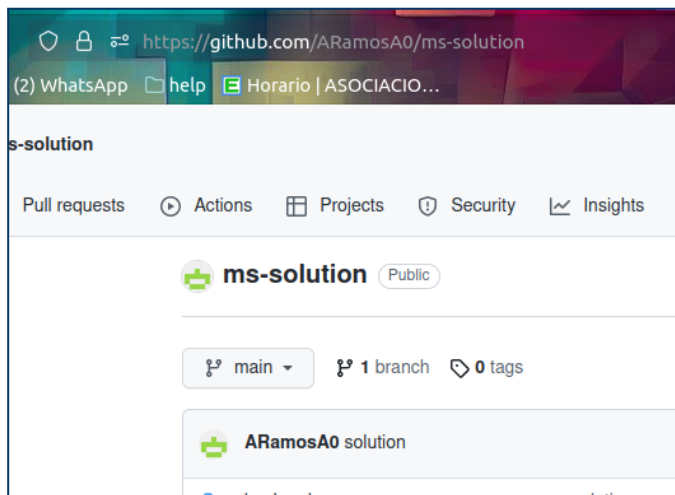 https://github.com/ARamosA0/ms-solution
(2) WhatsApp help Horario | ASOCIACIO...
s-solution
Pull requests Actions Projects Security Insights
ms-solution Public
main 1 branch 0 tags
ARamosA0 solution